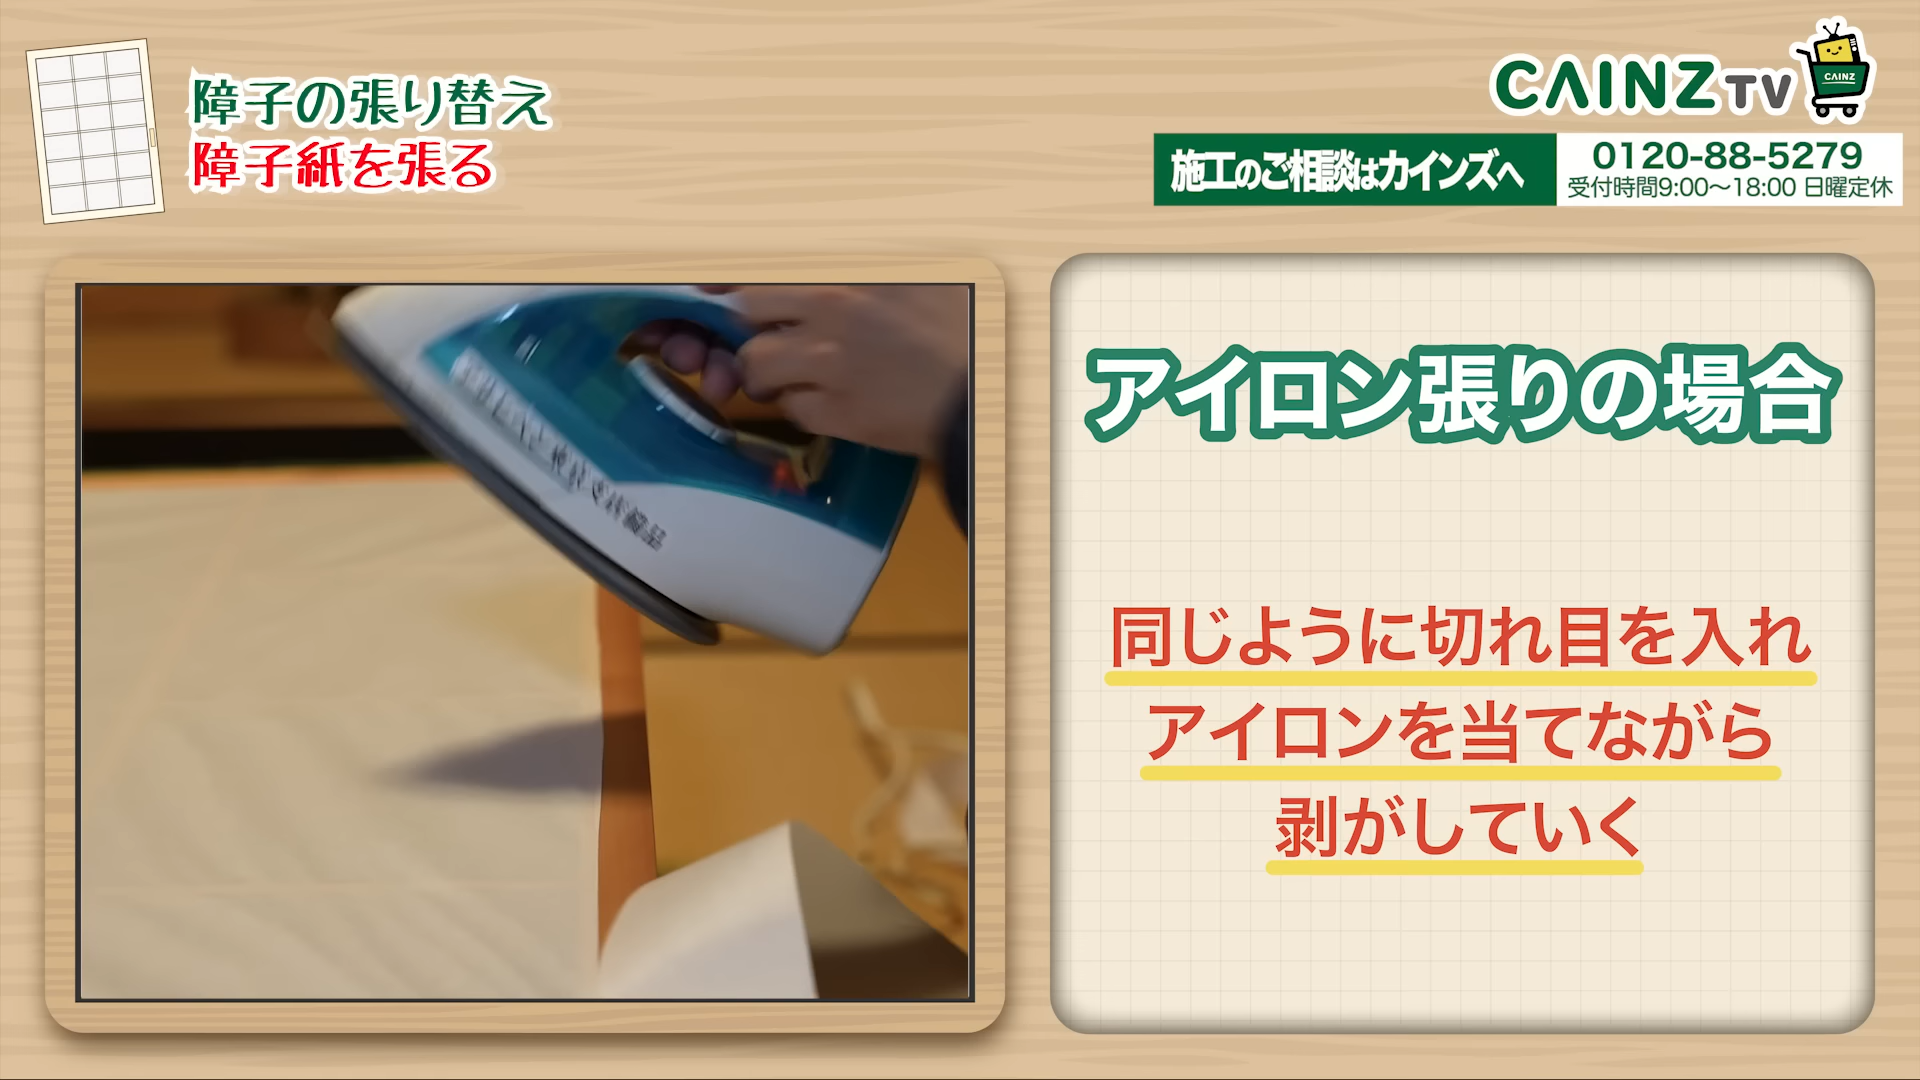 障子の張り替え
障子紙を張る
CAINZ TV
CAINZ
施工のご相談はカインズへ
0120-88-5279
受付時間9:00～18:00 日曜定休
アイロン張りの場合
同じように切れ目を入れ
アイロンを当てながら
剥がしていく